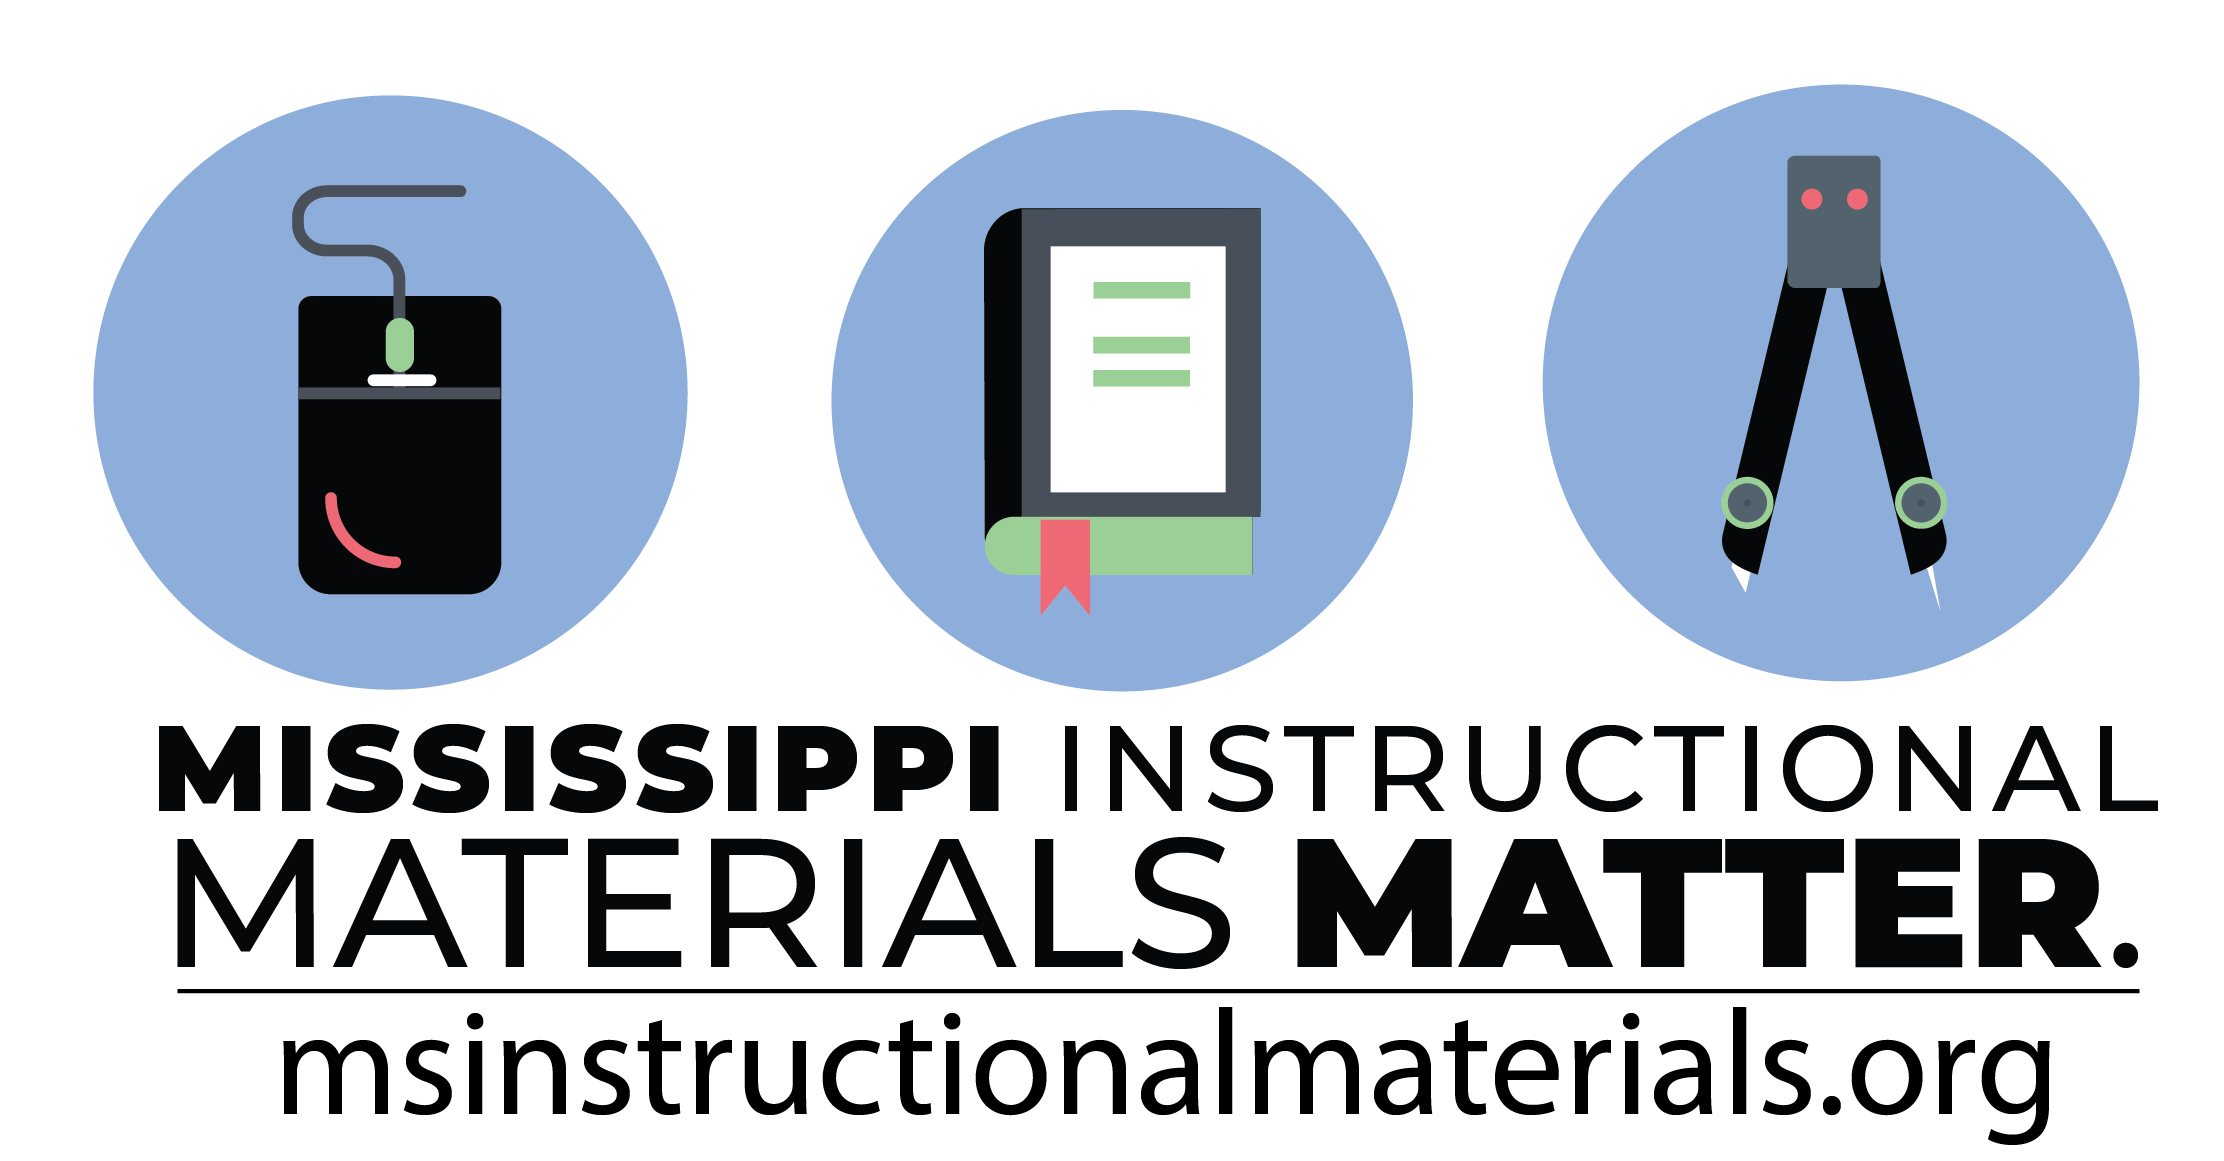 MISSISSIPPI INSTRUCTIONAL
MATERIALS MATTER.
msinstructionalmaterials.org